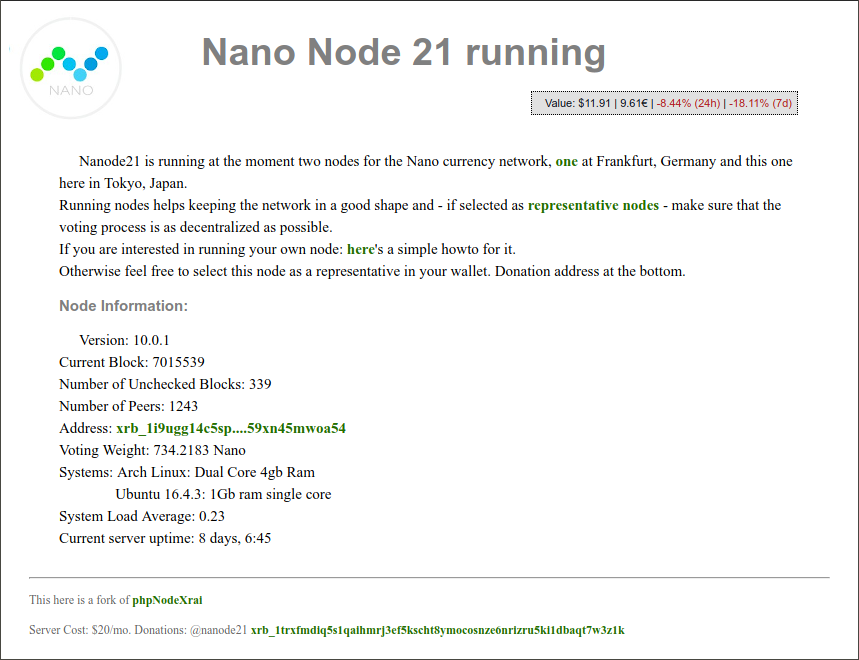 NANO
Nano Node 21 running
Value: $11.91 | 9.61€ | -8.44% (24h) | -18.11% (7d)
Nanode21 is running at the moment two nodes for the Nano currency network, one at Frankfurt, Germany and this one
here in Tokyo, Japan.
Running nodes helps keeping the network in a good shape and - if selected as representative nodes - make sure that the
voting process is as decentralized as possible.
If you are interested in running your own node: here's a simple howto for it.
Otherwise feel free to select this node as a representative in your wallet. Donation address at the bottom.
Node Information:
Version: 10.0.1
Current Block: 7015539
Number of Unchecked Blocks: 339
Number of Peers: 1243
Address: xrb_1i9ugg14c5sp....59xn45mwoa54
Voting Weight: 734.2183 Nano
Systems: Arch Linux: Dual Core 4gb Ram
Ubuntu 16.4.3: 1Gb ram single core
System Load Average: 0.23
Current server uptime: 8 days, 6:45
This here is a fork of phpNodeXrai
Server Cost: $20/mo. Donations: @nanode21 xrb_1trxfmdiq5s1qaihmrj3ef5kscht8ymocosnze6nrizru5ki1dbaqt7w3z1k